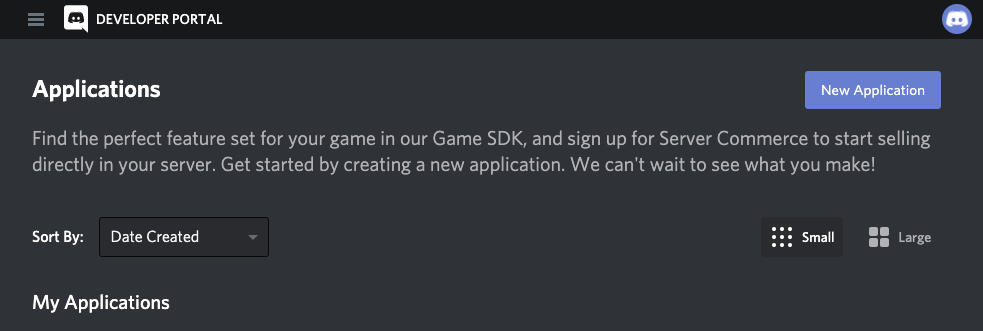 DEVELOPER PORTAL
Applications
New Application
Find the perfect feature set for your game in our Game SDK, and sign up for Server Commerce to start selling
directly in your server. Get started by creating a new application. We can't wait to see what you make!
Sort By:
Date Created
Small
Large
My Applications